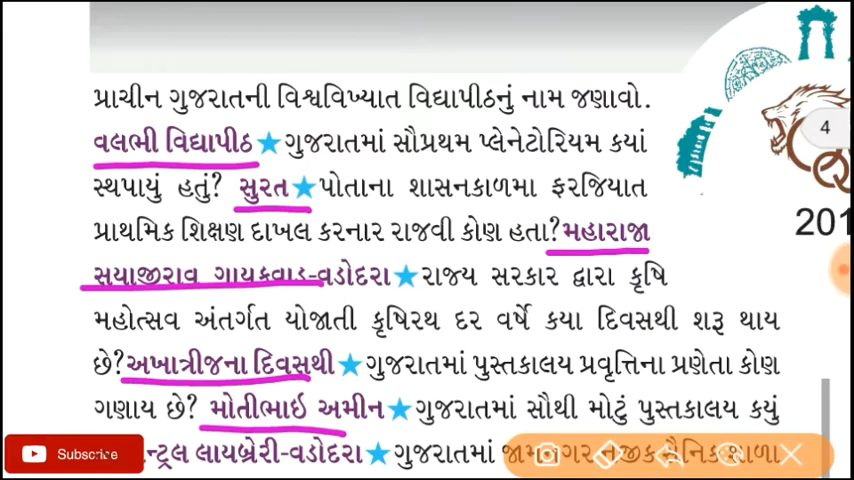 પ્રાચીન ગુજરાતની વિશ્વવિખ્યાત વિદ્યાપીઠનું નામ જણાવો.
વલભી વિદ્યાપીઠ ★ ગુજરાતમાં સૌપ્રથમ પ્લેનેટોરિયમ કયાં
સ્થપાયું હતું? સુરત ★ પોતાના શાસનકાળમા ફરજિયાત
પ્રાથમિક શિક્ષણ દાખલ કરનાર રાજવી કોણ હતા? મહારાજા
સયાજીરાવ ગાયકવાડ-વડોદરા ★ રાજ્ય સરકાર દ્વારા કૃષિ
મહોત્સવ અંતર્ગત યોજાતી કૃષિરથ દર વર્ષે કયા દિવસથી શરૂ થાય
છે? અખાત્રીજના દિવસથી ★ ગુજરાતમાં પુસ્તકાલય પ્રવૃત્તિના પ્રણેતા કોણ
ગણાય છે? મોતીભાઇ અમીન ★ ગુજરાતમાં સૌથી મોટું પુસ્તકાલય કયું
લાયબ્રેરી-વડોદરા ★ ગુજરાતમાં જામનગર નજીક સૈનિક શાળા
4
201
Subscribe